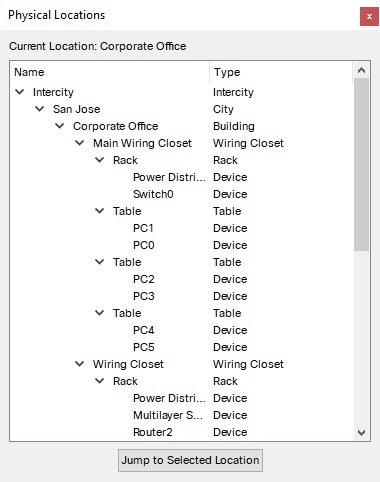 Physical Locations
Current Location: Corporate Office
Name Type
Intercity Intercity
San Jose City
Corporate Office Building
Main Wiring Closet Wiring Closet
Rack Rack
Power Distri... Device
Switch0 Device
Table Table
PC1 Device
PC0 Device
Table Table
PC2 Device
PC3 Device
Table Table
PC4 Device
PC5 Device
Wiring Closet Wiring Closet
Rack Rack
Power Distri... Device
Multilayer S... Device
Router2 Device
Jump to Selected Location